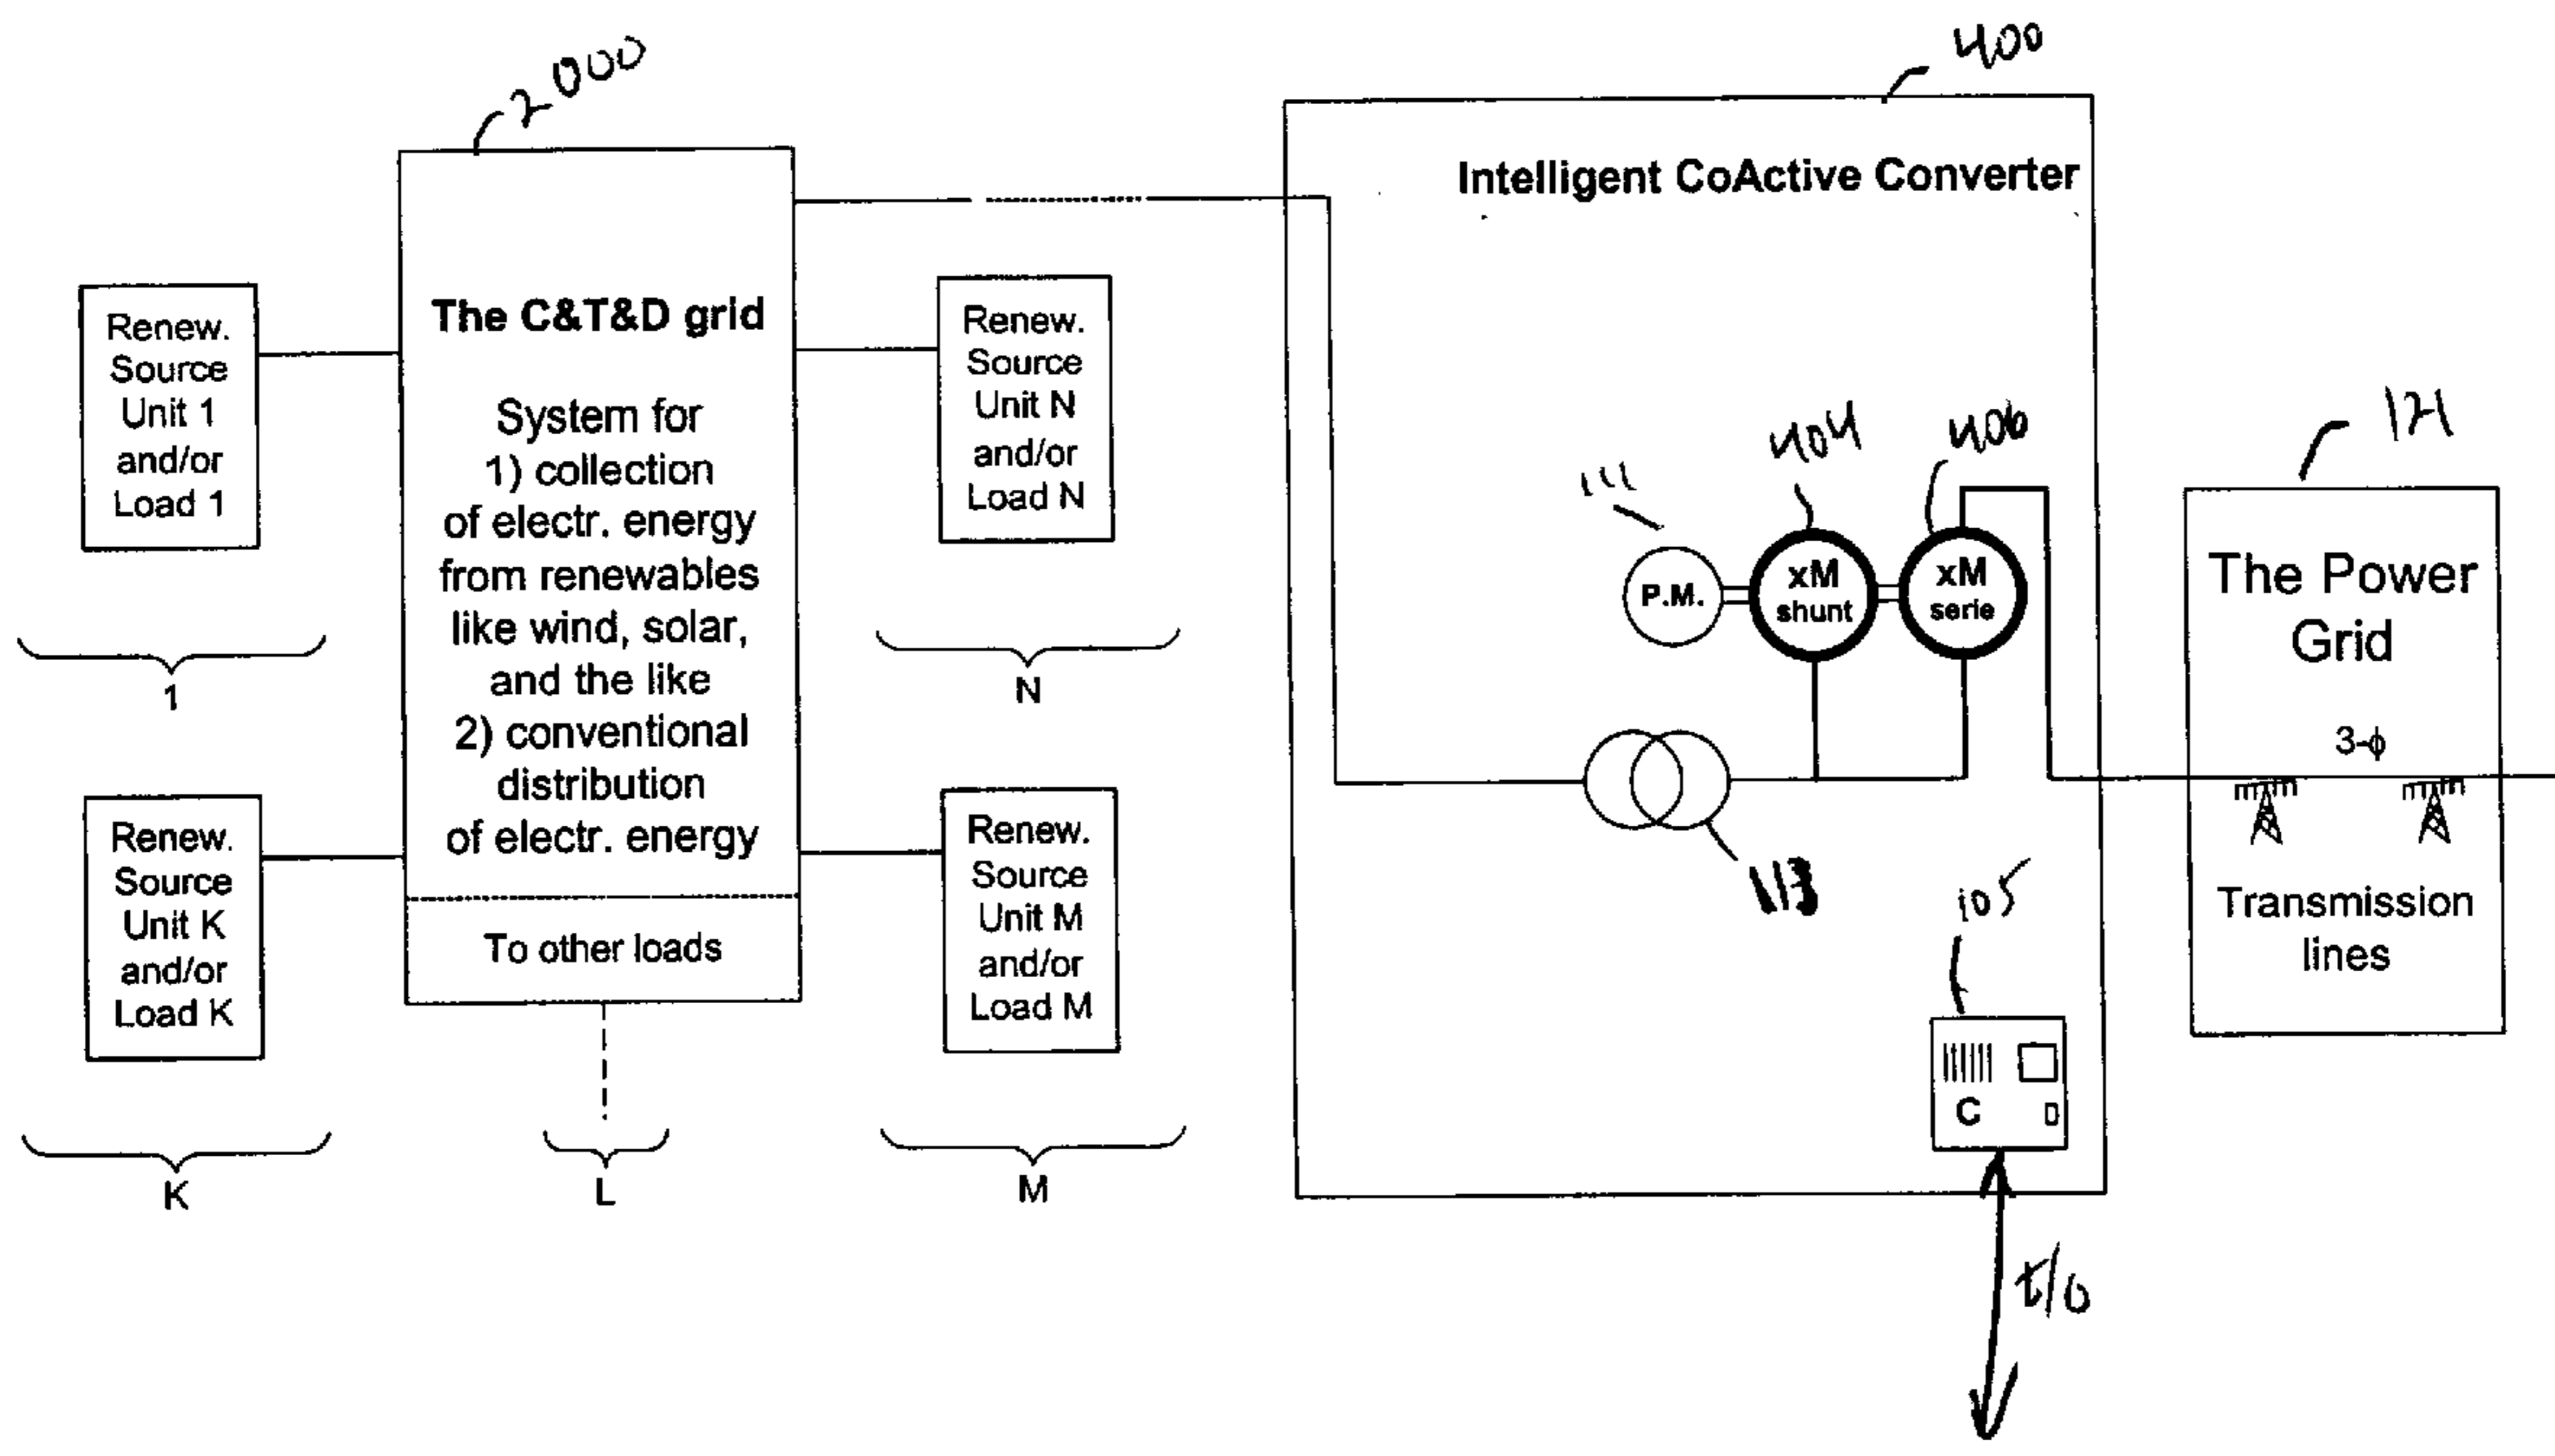 2000
400
Intelligent CoActive Converter
The C&T&D grid
System for
1) collection
of electr. energy
from renewables
like wind, solar,
and the like
2) conventional
distribution
of electr. energy
To other loads
Renew.
Source
Unit 1
and/or
Load 1
1
Renew.
Source
Unit K
and/or
Load K
K
L
Renew.
Source
Unit N
and/or
Load N
N
Renew.
Source
Unit M
and/or
Load M
M
111
404
406
P.M.
xM
shunt
xM
serie
113
105
C
I/O
121
The Power
Grid
3-ϕ
Transmission
lines